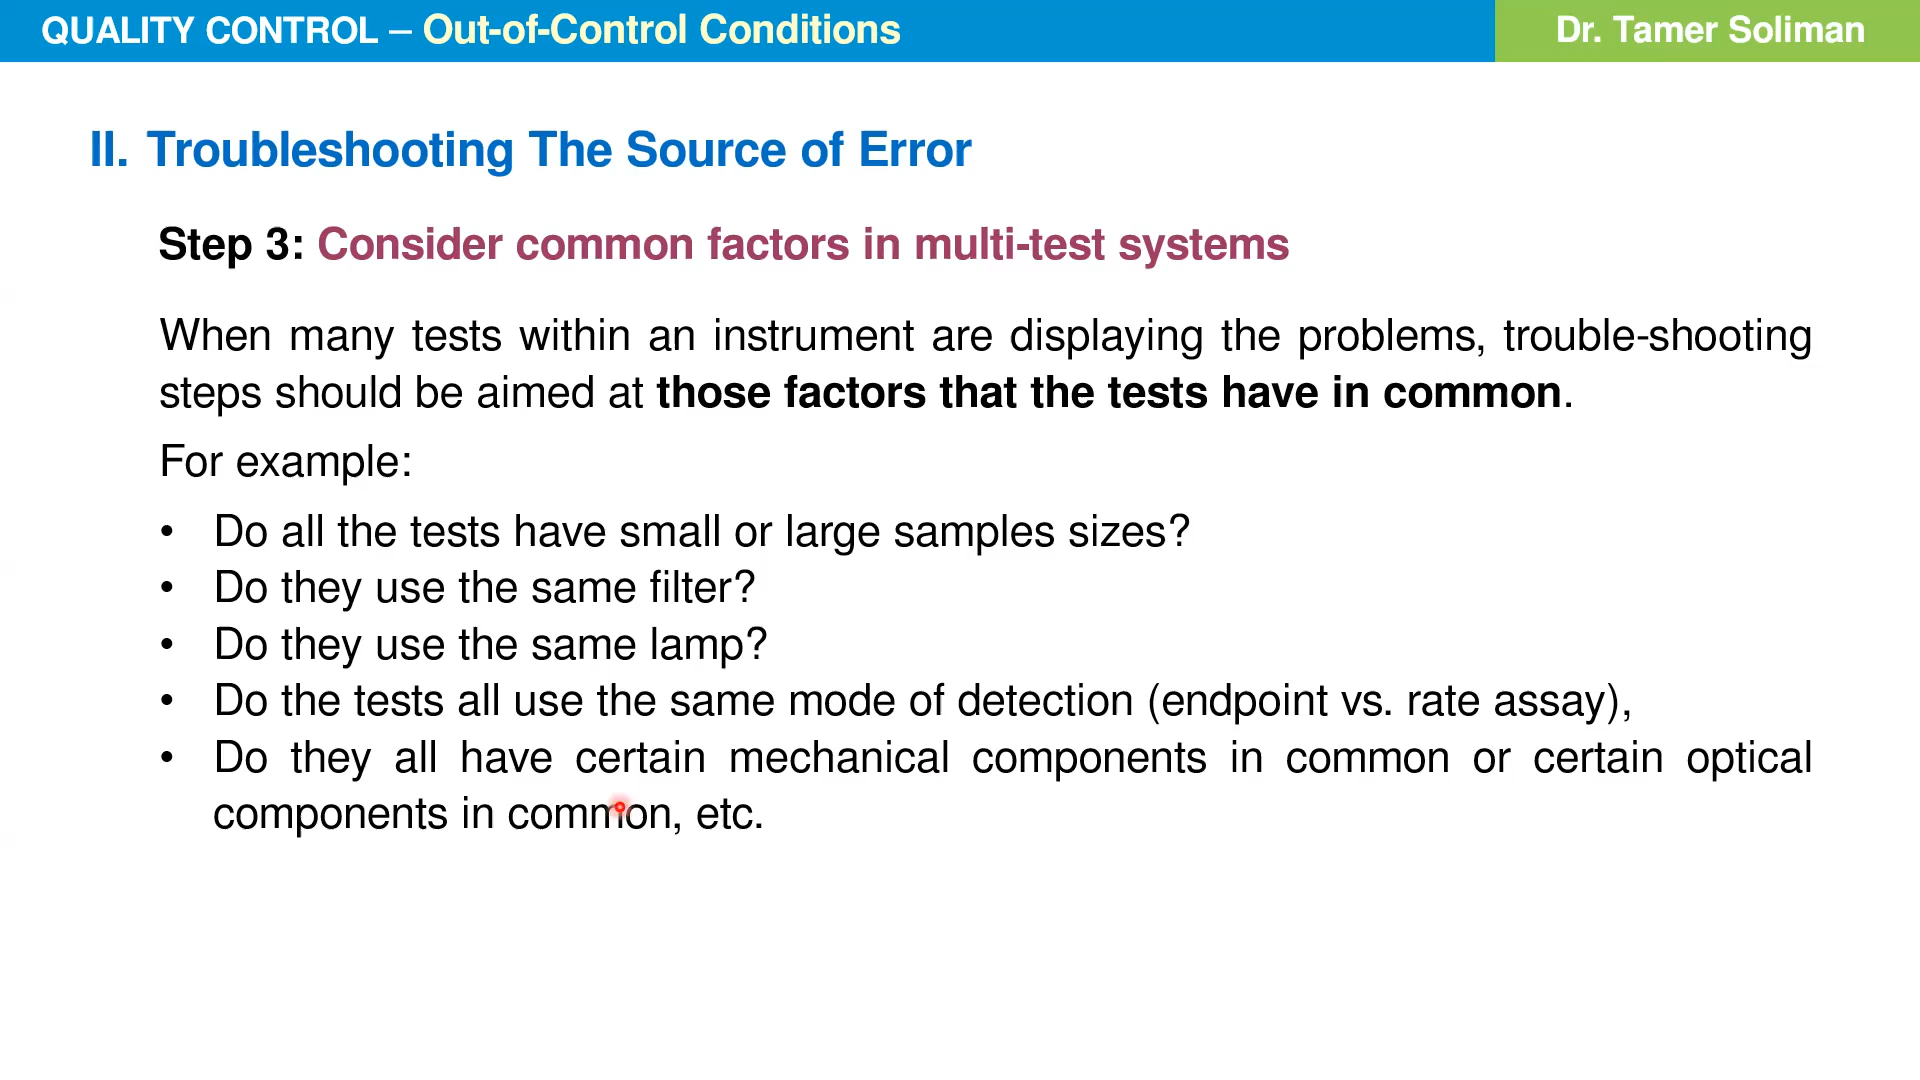 QUALITY CONTROL – Out-of-Control Conditions
Dr. Tamer Soliman
II. Troubleshooting The Source of Error
Step 3: Consider common factors in multi-test systems
When many tests within an instrument are displaying the problems, trouble-shooting
steps should be aimed at those factors that the tests have in common.
For example:
• Do all the tests have small or large samples sizes?
• Do they use the same filter?
• Do they use the same lamp?
• Do the tests all use the same mode of detection (endpoint vs. rate assay),
• Do they all have certain mechanical components in common or certain optical
components in common, etc.